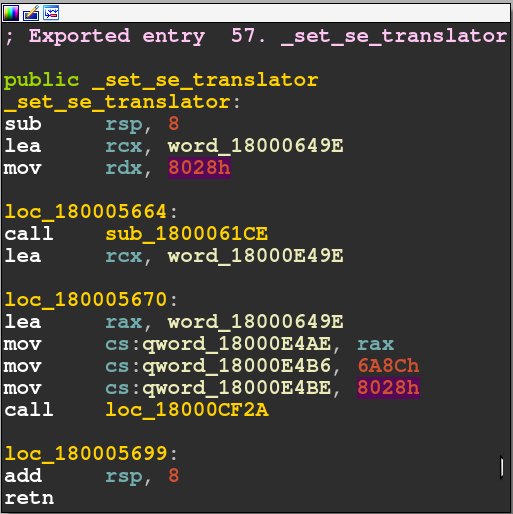 ; Exported entry  57. _set_se_translator
public _set_se_translator
_set_se_translator:
sub     rsp, 8
lea     rcx, word_18000649E
mov     rdx, 8028h
loc_180005664:
call    sub_1800061CE
lea     rcx, word_18000E49E
loc_180005670:
lea     rax, word_18000649E
mov     cs:qword_18000E4AE, rax
mov     cs:qword_18000E4B6, 6A8Ch
mov     cs:qword_18000E4BE, 8028h
call    loc_18000CF2A
loc_180005699:
add     rsp, 8
retn